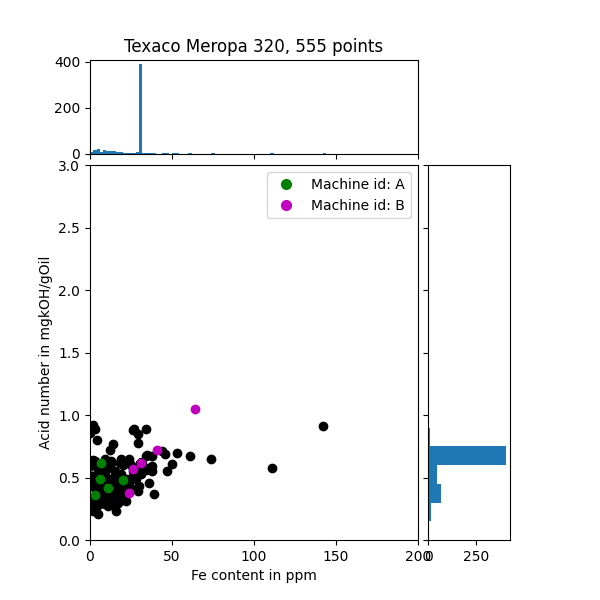 Texaco Meropa 320, 555 points
400
200
0
3.0
2.5
2.0
1.5
1.0
0.5
0.0
Acid number in mgkOH/gOil
Machine id: A
Machine id: B
0 50 100 150 200
0 250
Fe content in ppm